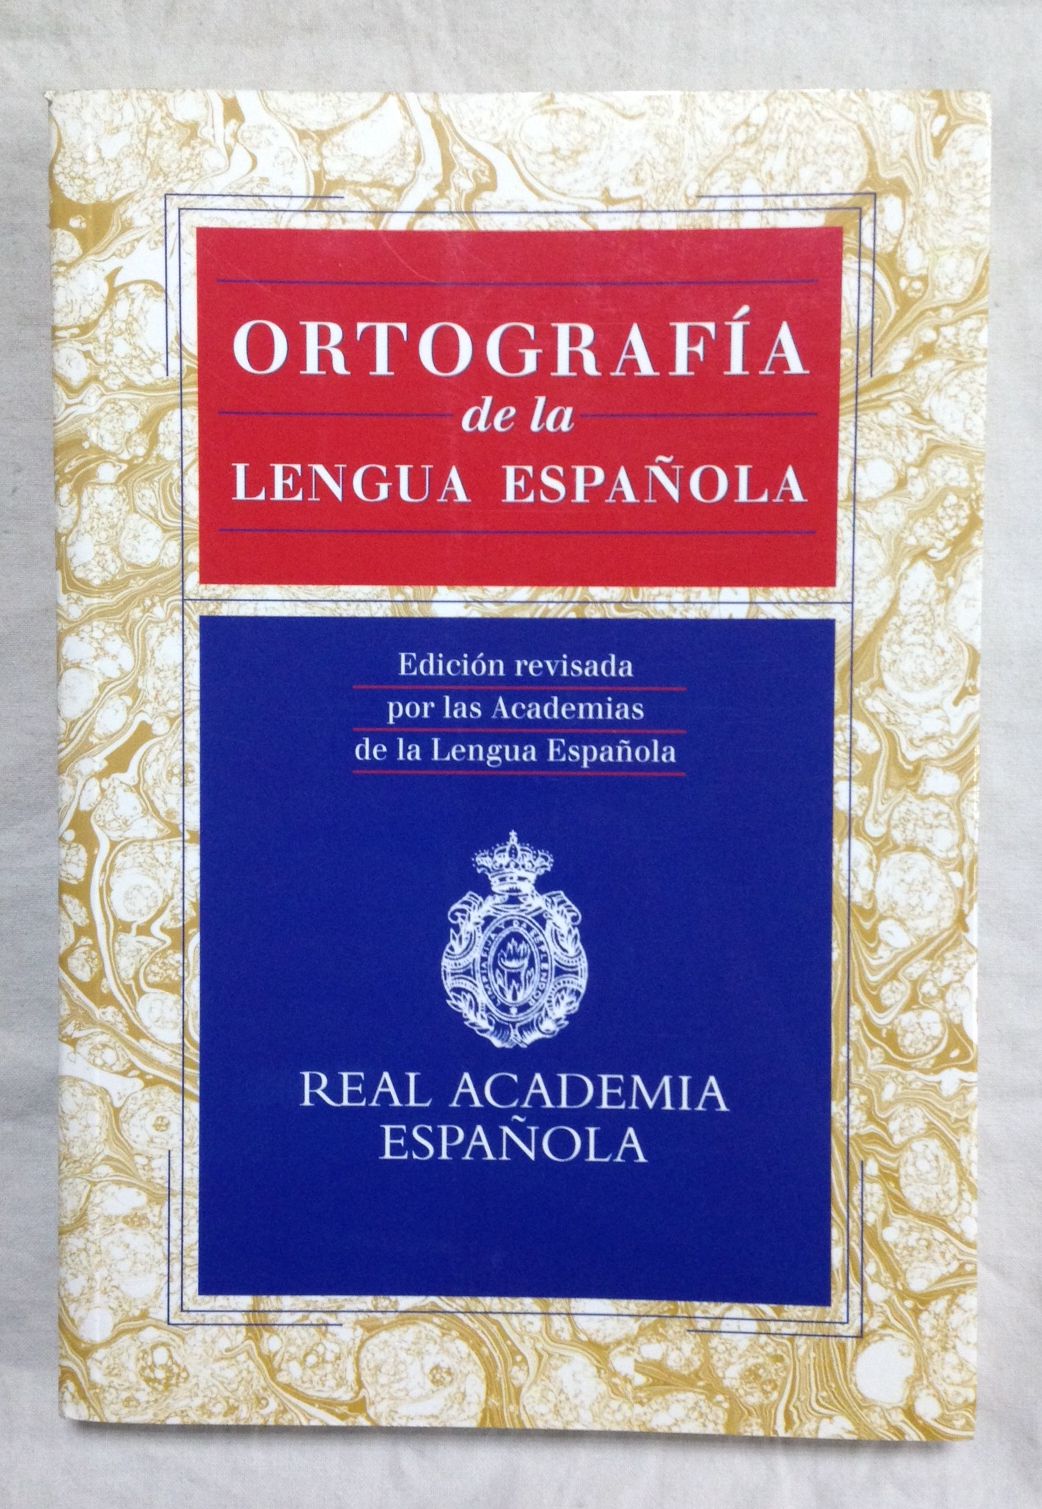 ORTOGRAFÍA
de la
LENGUA ESPAÑOLA
Edición revisada
por las Academias
de la Lengua Española
REAL ACADEMIA
ESPAÑOLA